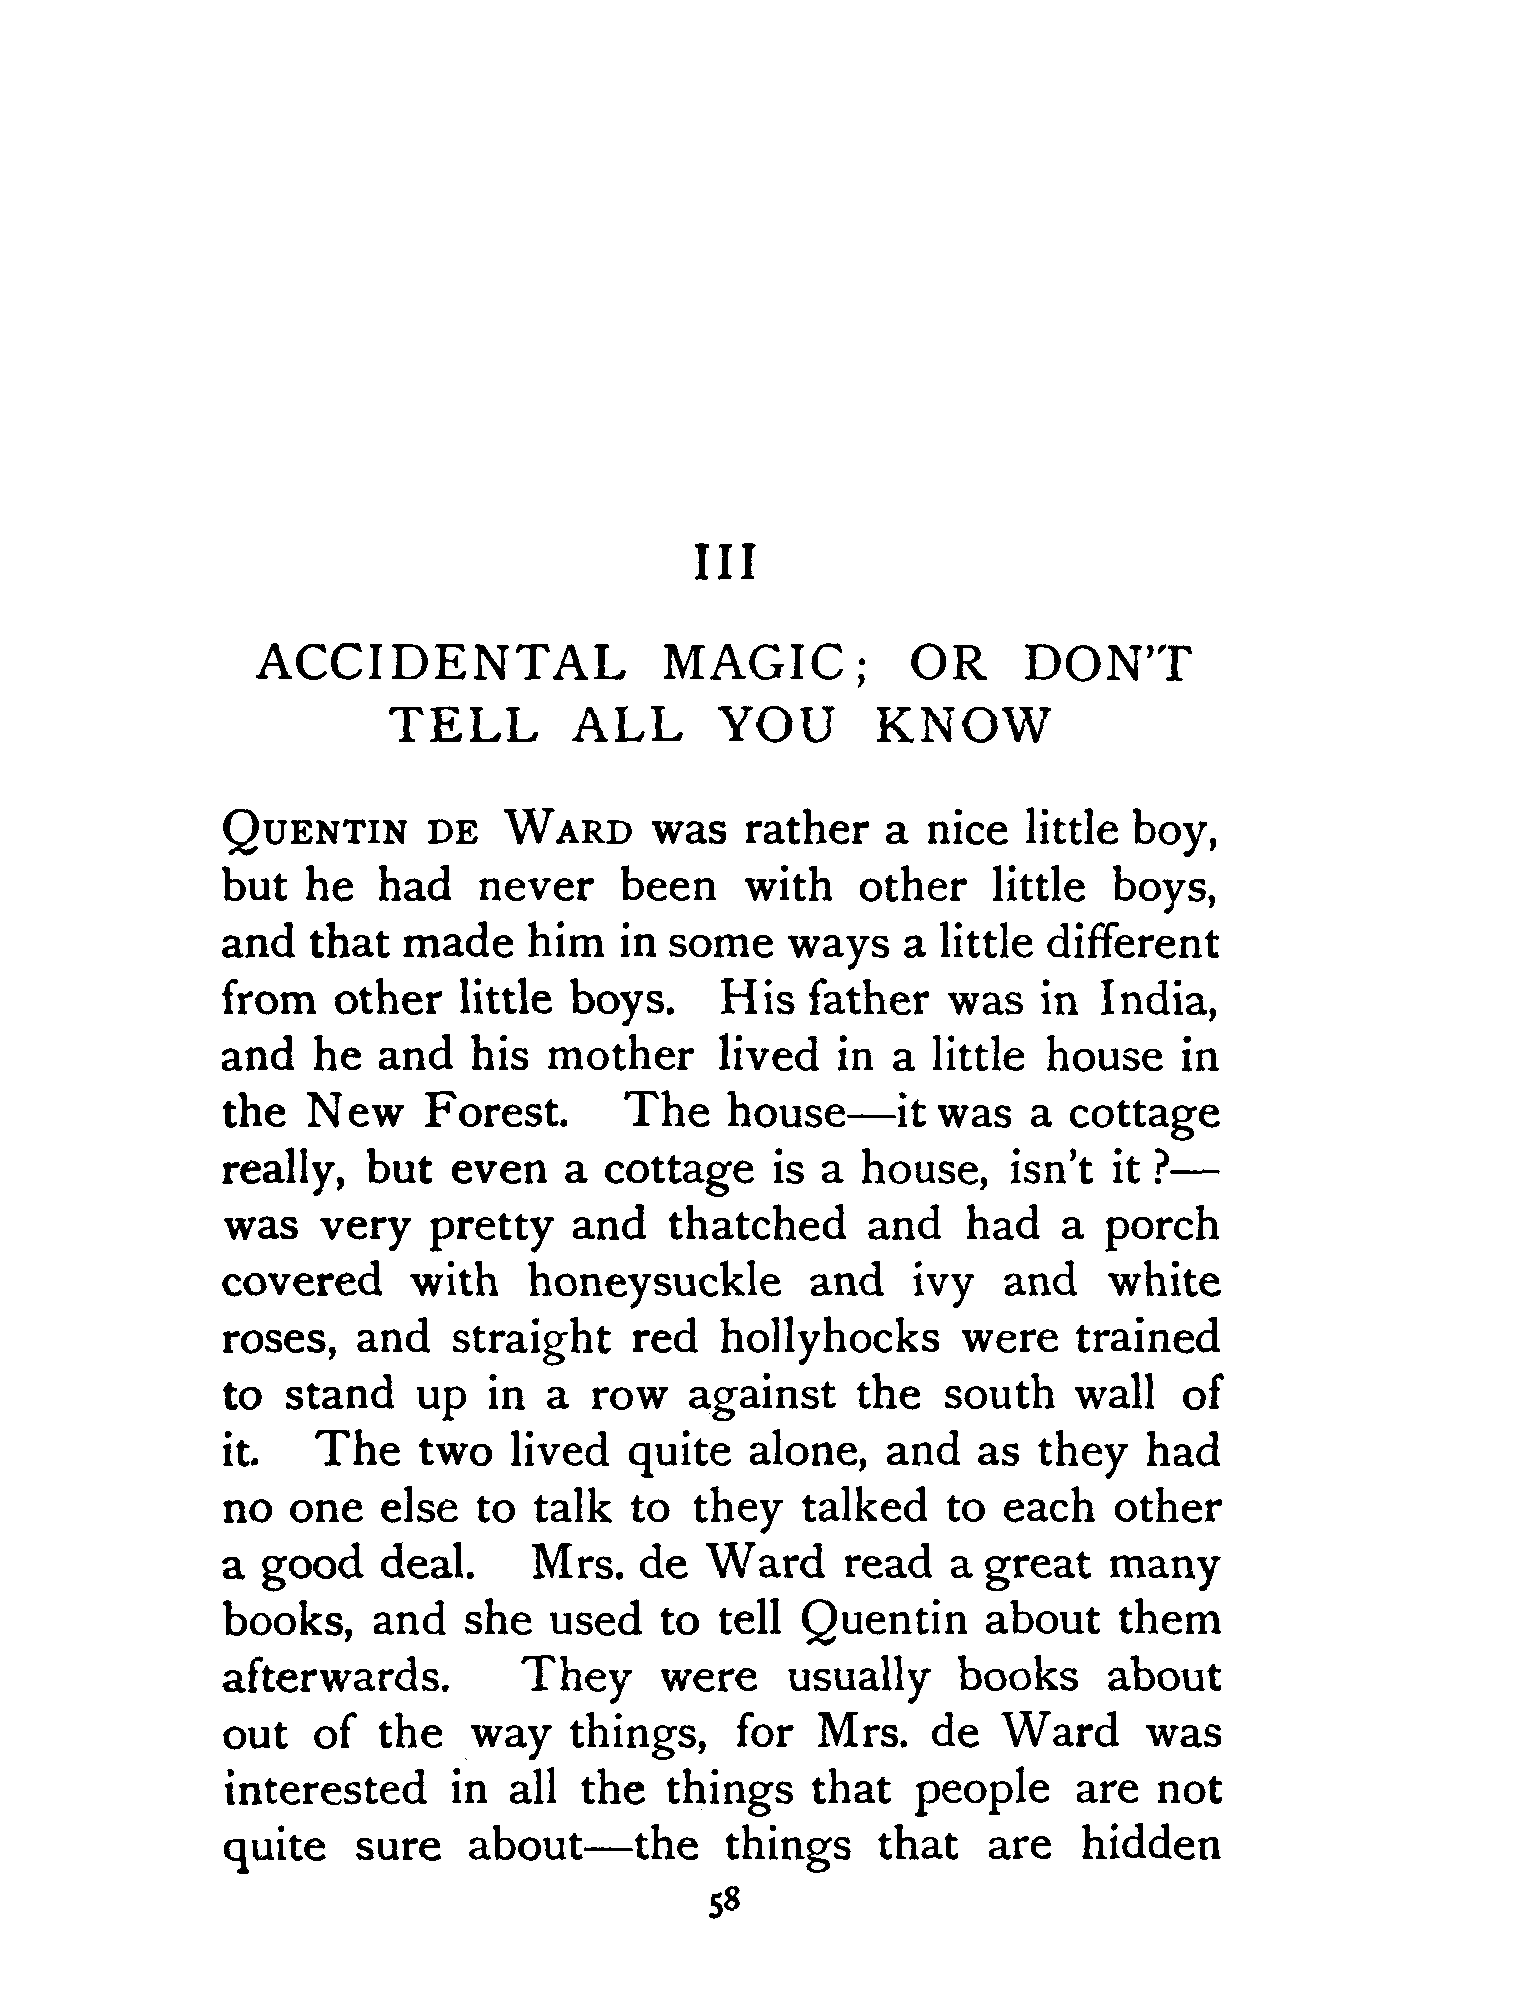 III
ACCIDENTAL MAGIC; OR DON'T
TELL ALL YOU KNOW
QUENTIN DE WARD was rather a nice little boy,
but he had never been with other little boys,
and that made him in some ways a little different
from other little boys. His father was in India,
and he and his mother lived in a little house in
the New Forest. The house—it was a cottage
really, but even a cottage is a house, isn't it?—
was very pretty and thatched and had a porch
covered with honeysuckle and ivy and white
roses, and straight red hollyhocks were trained
to stand up in a row against the south wall of
it. The two lived quite alone, and as they had
no one else to talk to they talked to each other
a good deal. Mrs. de Ward read a great many
books, and she used to tell Quentin about them
afterwards. They were usually books about
out of the way things, for Mrs. de Ward was
interested in all the things that people are not
quite sure about—the things that are hidden
58